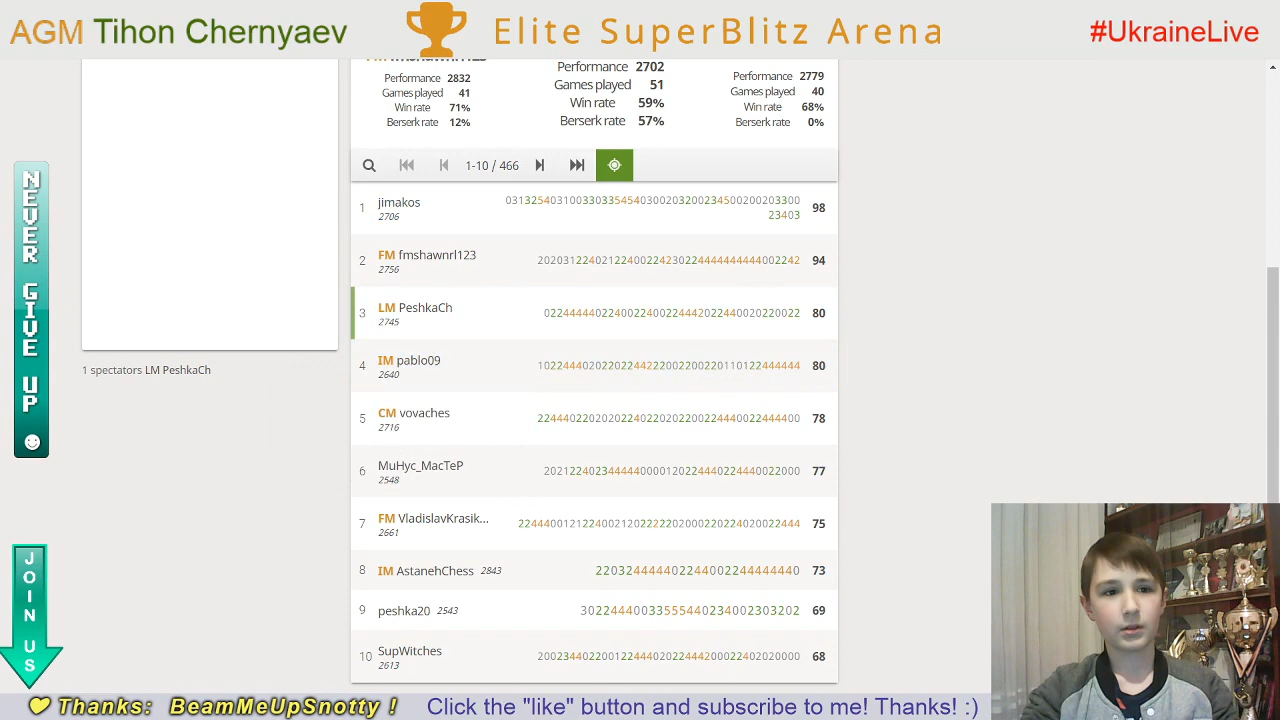 AGM Tihon Chernyaev
Elite SuperBlitz Arena
#UkraineLive
Performance 2832
Games played 41
Win rate 71%
Berserk rate 12%
Performance 2702
Games played 51
Win rate 59%
Berserk rate 57%
Performance 2779
Games played 40
Win rate 68%
Berserk rate 0%
1-10 / 466
1 jimakos 2706 98
2 FM fmshawnrl123 2756 94
3 LM PeshkaCh 2745 80
4 IM pablo09 2640 80
5 CM vovaches 2716 78
6 MuHyc_MacTeP 2548 77
7 FM VladislavKrasik... 2661 75
8 IM AstanehChess 2843 73
9 peshka20 2543 69
10 SupWitches 2613 68
1 spectators LM PeshkaCh
NEVER GIVE UP
JOIN US
Thanks: BeamMeUpSnotty !
Click the "like" button and subscribe to me! Thanks! :)